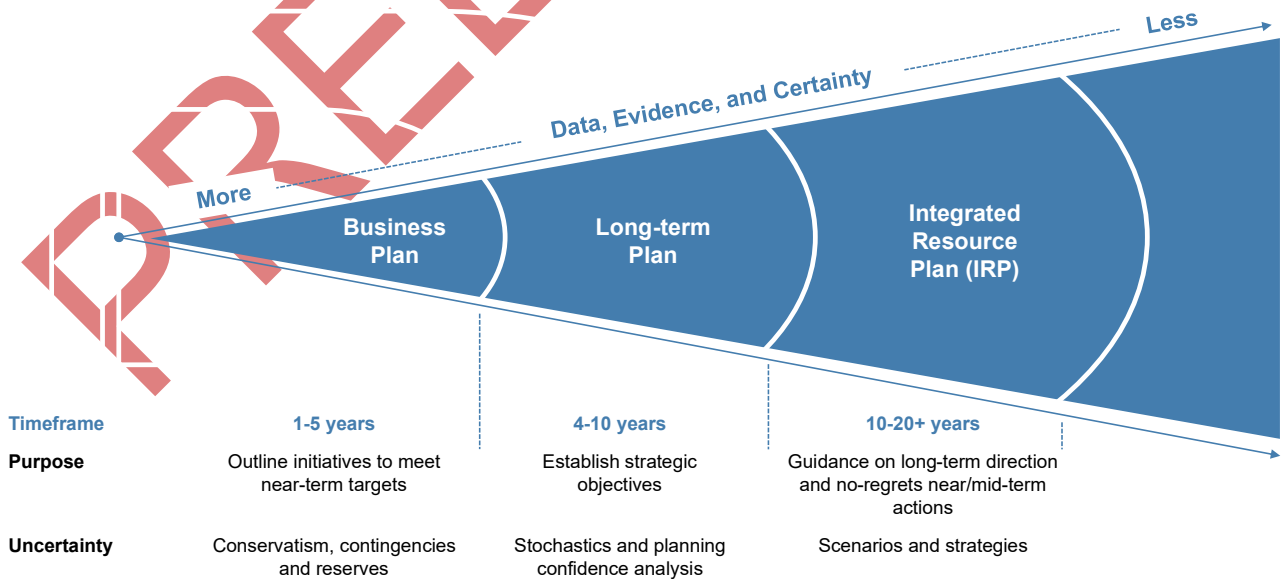 Less
Data, Evidence, and Certainty
More
Business
Plan
Long-term
Plan
Integrated
Resource
Plan (IRP)
Timeframe 1-5 years 4-10 years 10-20+ years
Purpose Outline initiatives to meet Establish strategic Guidance on long-term direction
near-term targets objectives and no-regrets near/mid-term
actions
Uncertainty Conservatism, contingencies Stochastics and planning Scenarios and strategies
and reserves confidence analysis